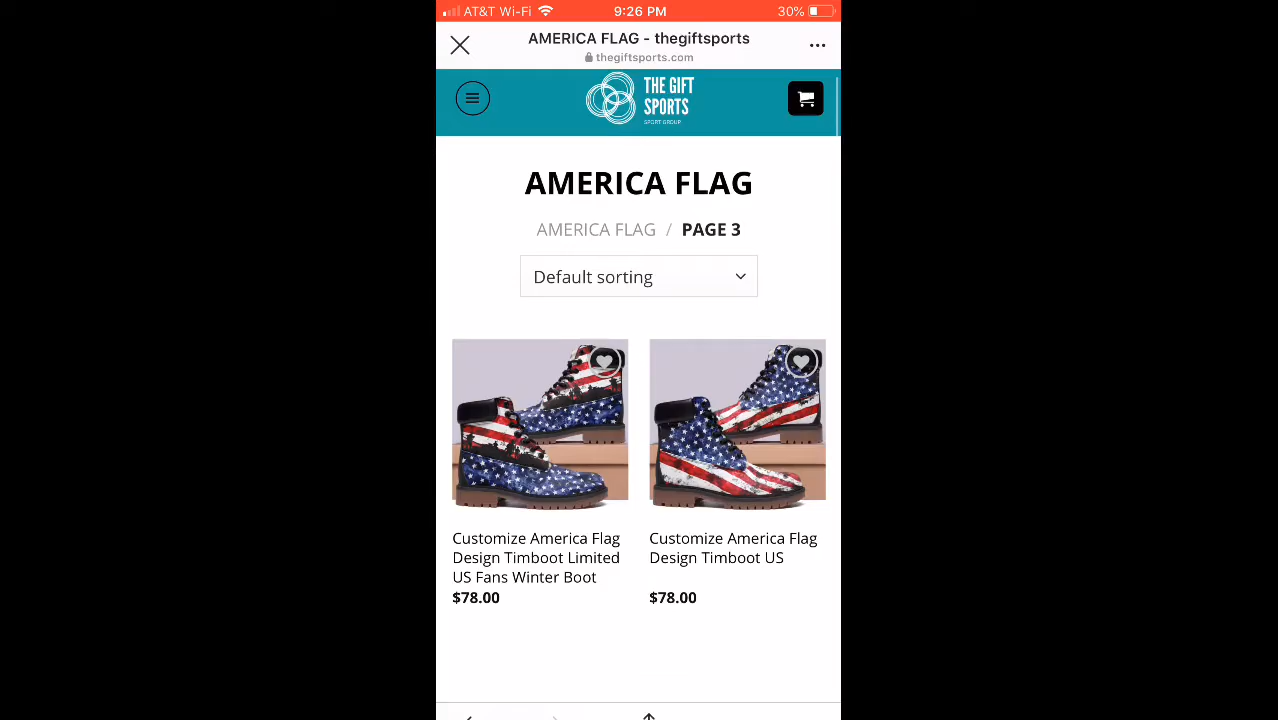 AT&T Wi-Fi 9:26 PM 30%
AMERICA FLAG - thegiftsports
thegiftsports.com
THE GIFT
SPORTS
SPORT GROUP
AMERICA FLAG
AMERICA FLAG / PAGE 3
Default sorting
Customize America Flag
Design Timboot Limited
US Fans Winter Boot
$78.00
Customize America Flag
Design Timboot US
$78.00